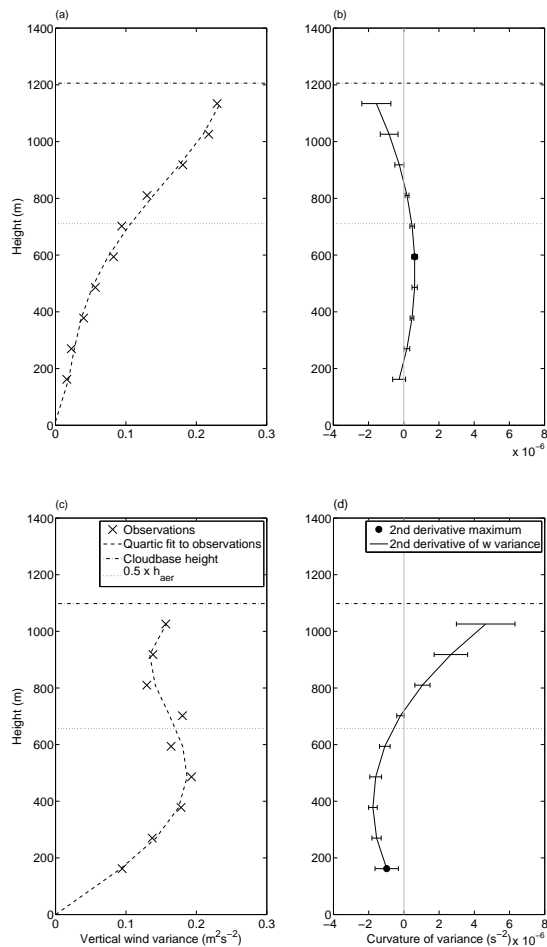 (a)
1400
1200
1000
800
600
400
200
0
Height (m)
0 0.1 0.2 0.3
(b)
1400
1200
1000
800
600
400
200
0
−4 −2 0 2 4 6 8
x 10⁻⁶
(c)
1400
1200
1000
800
600
400
200
0
Height (m)
Observations
Quartic fit to observations
Cloudbase height
0.5 x h_aer
0 0.1 0.2 0.3
Vertical wind variance (m²s⁻²)
(d)
1400
1200
1000
800
600
400
200
0
2nd derivative maximum
2nd derivative of w variance
−4 −2 0 2 4 6 8
Curvature of variance (s⁻²) x 10⁻⁶